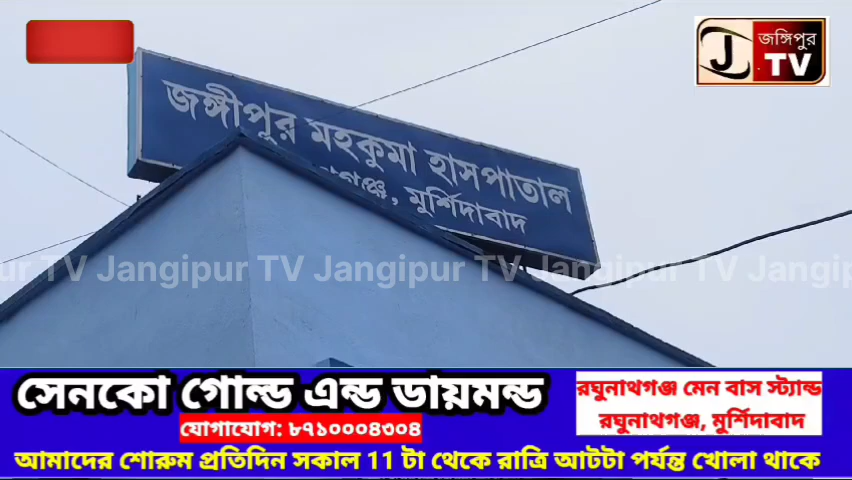 জঙ্গিপুর
J TV
জঙ্গীপুর মহকুমা হাসপাতাল
মুর্শিদাবাদ
TV Jangipur TV Jangipur TV Jangipur TV
সেনকো গোল্ড এন্ড ডায়মন্ড
যোগাযোগ: ৮৭১০০০৪৩০৪
রঘুনাথগঞ্জ মেন বাস স্ট্যান্ড
রঘুনাথগঞ্জ, মুর্শিদাবাদ
আমাদের শোরুম প্রতিদিন সকাল 11 টা থেকে রাত্রি আটটা পর্যন্ত খোলা থাকে